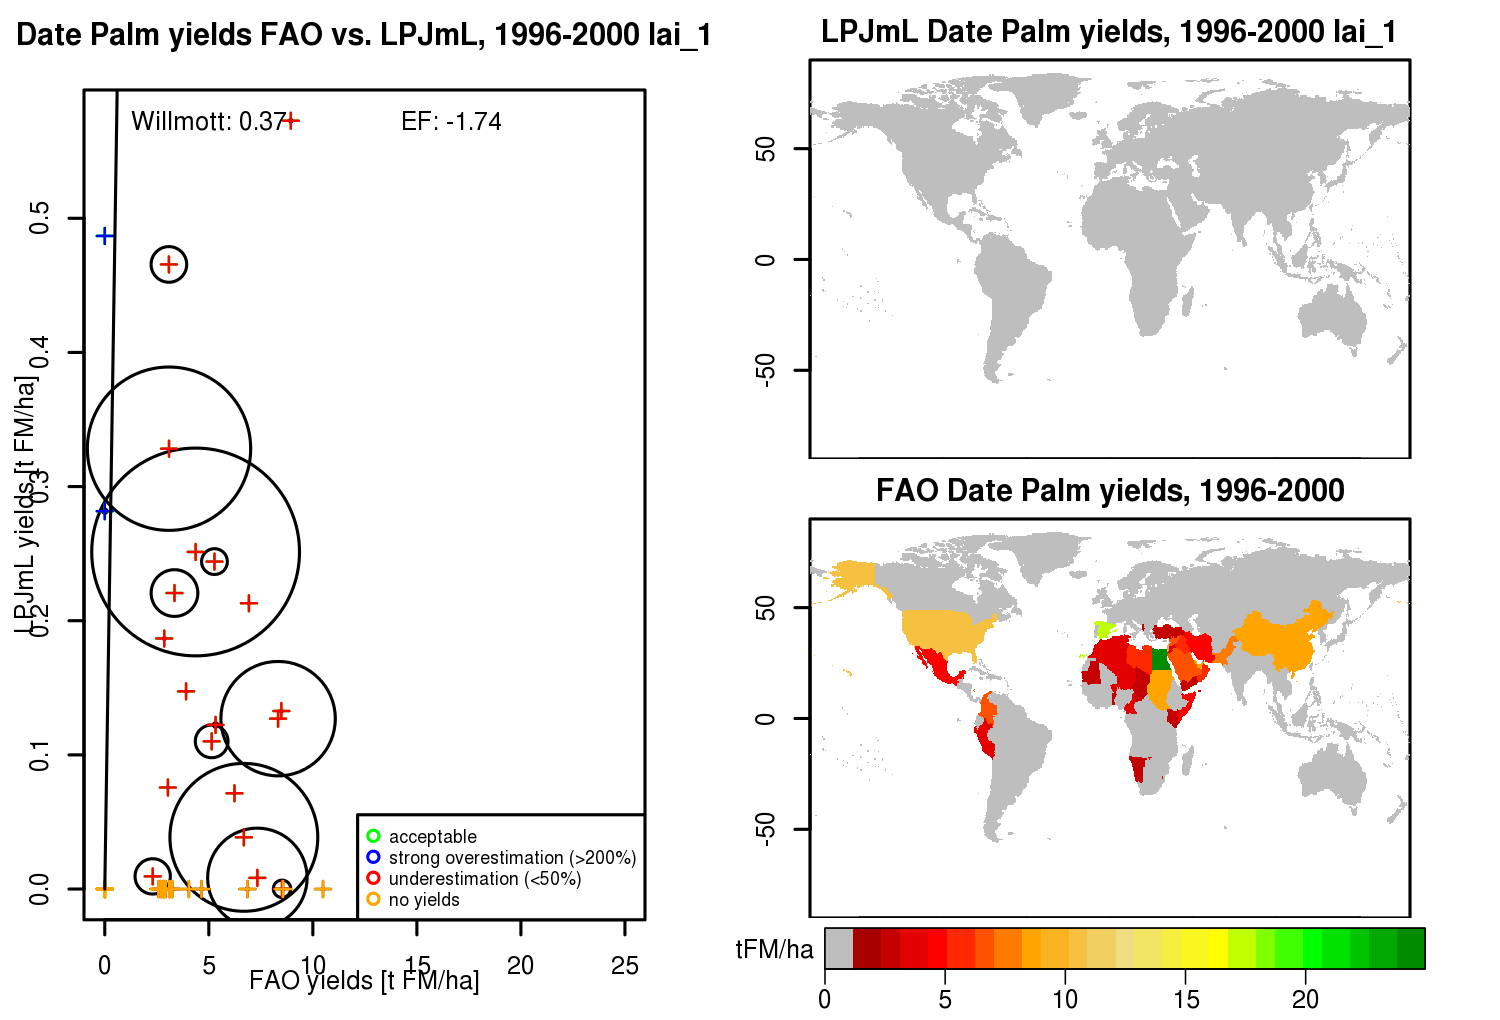 Date Palm yields FAO vs. LPJmL, 1996-2000 lai_1
Willmott: 0.37
EF: -1.74
LPJmL yields [t FM/ha]
0.5
0.4
0.3
0.2
0.1
0.0
acceptable
strong overestimation (>200%)
underestimation (<50%)
no yields
0 5 10 15 20 25
FAO yields [t FM/ha]
LPJmL Date Palm yields, 1996-2000 lai_1
50
0
-50
FAO Date Palm yields, 1996-2000
50
0
-50
tFM/ha
0 5 10 15 20